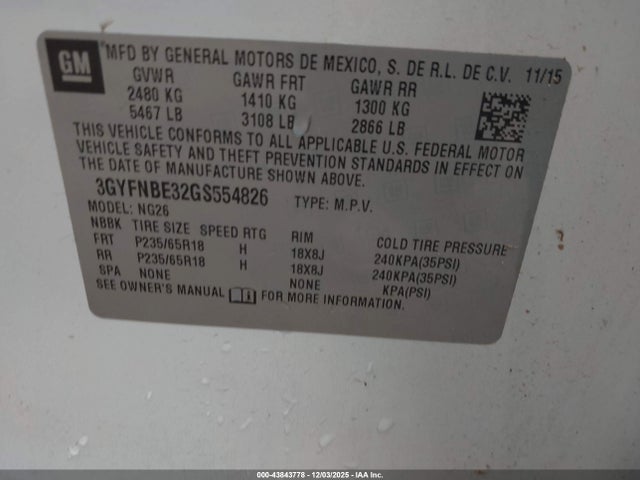 GM
MFD BY GENERAL MOTORS DE MEXICO, S. DE R.L. DE C.V. 11/15
GVWR GAWR FRT GAWR RR
2480 KG 1410 KG 1300 KG
5467 LB 3108 LB 2866 LB
THIS VEHICLE CONFORMS TO ALL APPLICABLE U.S. FEDERAL MOTOR
VEHICLE SAFETY AND THEFT PREVENTION STANDARDS IN EFFECT ON
THE DATE OF MANUFACTURE SHOWN ABOVE.
3GYFNBE32GS554826 TYPE: M.P.V.
MODEL: NG26
NBBK TIRE SIZE SPEED RTG RIM COLD TIRE PRESSURE
FRT P235/65R18 H 18X8J 240KPA(35PSI)
RR P235/65R18 H 18X8J 240KPA(35PSI)
SPA NONE NONE KPA(PSI)
SEE OWNER'S MANUAL FOR MORE INFORMATION.
000-43843778 - 12/03/2025 - IAA Inc.